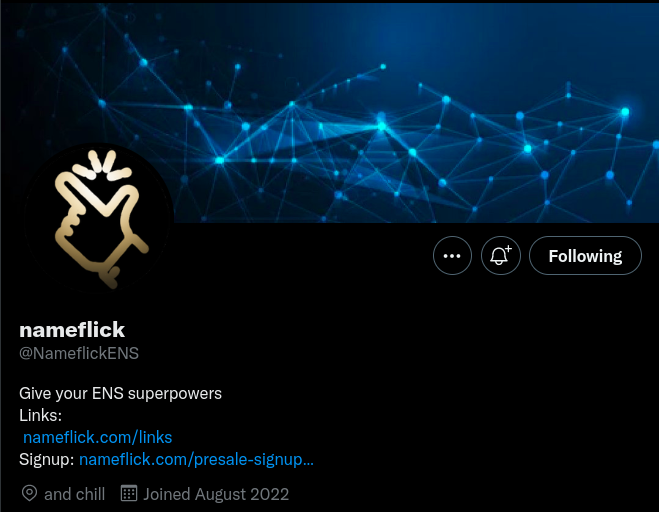 Following
nameflick
@NameflickENS
Give your ENS superpowers
Links:
nameflick.com/links
Signup: nameflick.com/presale-signup…
and chill Joined August 2022